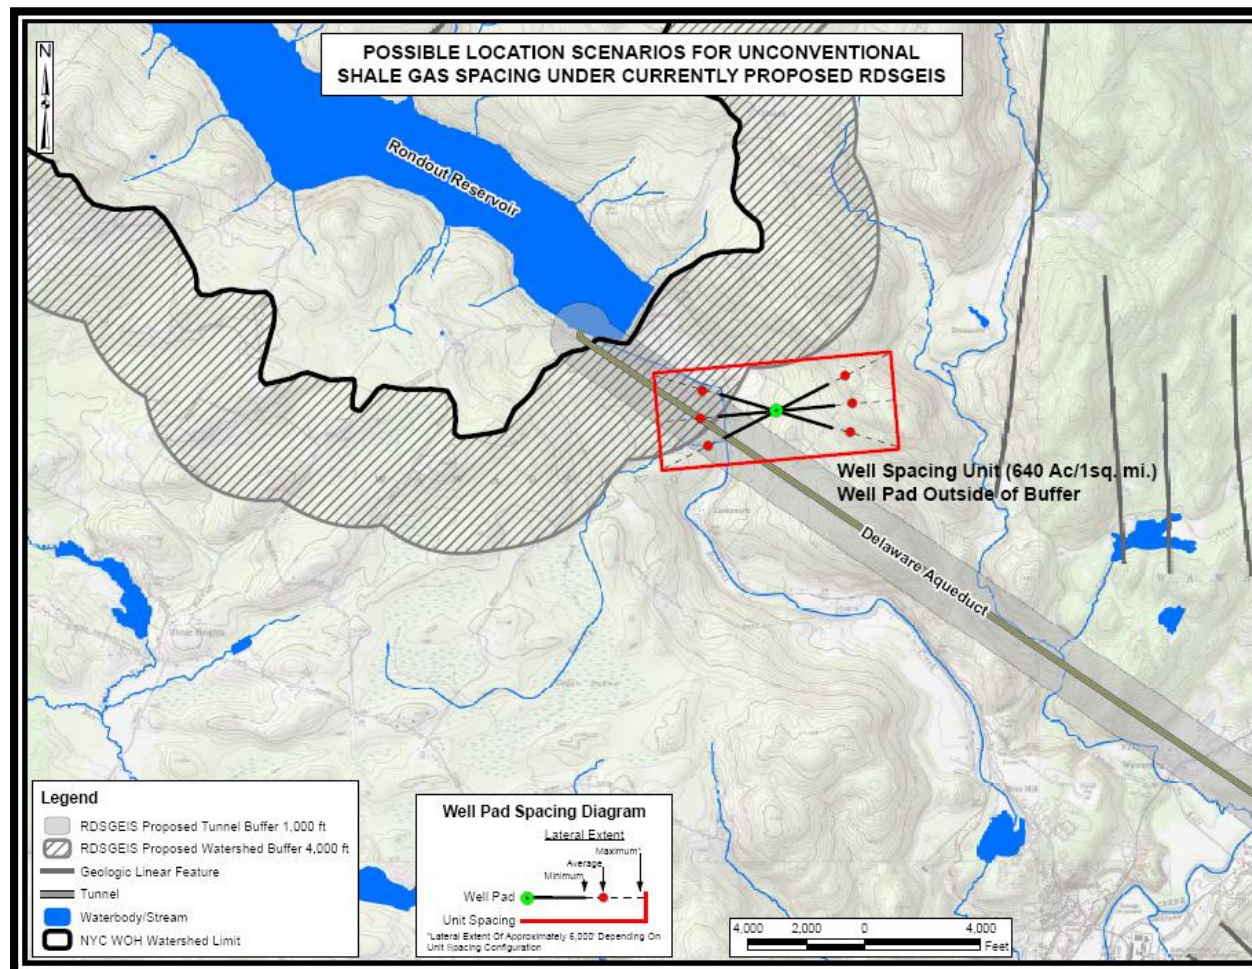 POSSIBLE LOCATION SCENARIOS FOR UNCONVENTIONAL
SHALE GAS SPACING UNDER CURRENTLY PROPOSED RDSGEIS
N
Rondout Reservoir
Well Spacing Unit (640 Ac/1sq. mi.)
Well Pad Outside of Buffer
Delaware Aqueduct
Legend
RDSGEIS Proposed Tunnel Buffer 1,000 ft
RDSGEIS Proposed Watershed Buffer 4,000 ft
Geologic Linear Feature
Tunnel
Waterbody/Stream
NYC WOH Watershed Limit
Well Pad Spacing Diagram
Lateral Extent
Maximum*
Average
Minimum
Well Pad
Unit Spacing
*Lateral Extent Of Approximately 6,000' Depending On
Unit Spacing Configuration
4,000 2,000 0 4,000
Feet